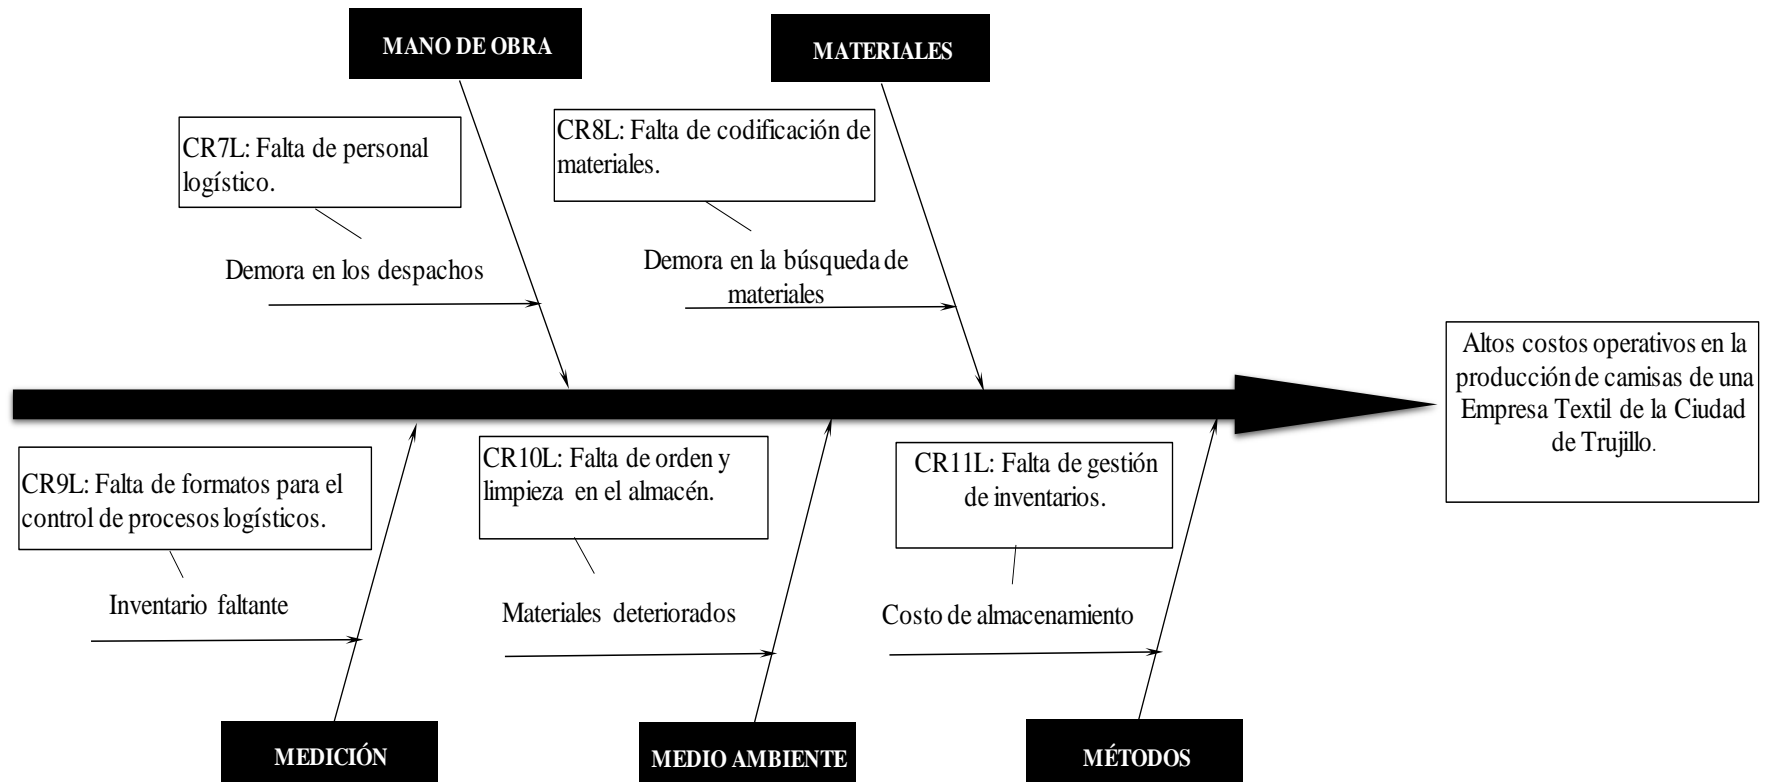 MANO DE OBRA
MATERIALES
CR7L: Falta de personal
logístico.
CR8L: Falta de codificación de
materiales.
Demora en los despachos
Demora en la búsqueda de
materiales
Altos costos operativos en la
producción de camisas de una
Empresa Textil de la Ciudad
de Trujillo.
CR9L: Falta de formatos para el
control de procesos logísticos.
CR10L: Falta de orden y
limpieza en el almacén.
CR11L: Falta de gestión
de inventarios.
Inventario faltante
Materiales deteriorados
Costo de almacenamiento
MEDICIÓN
MEDIO AMBIENTE
MÉTODOS